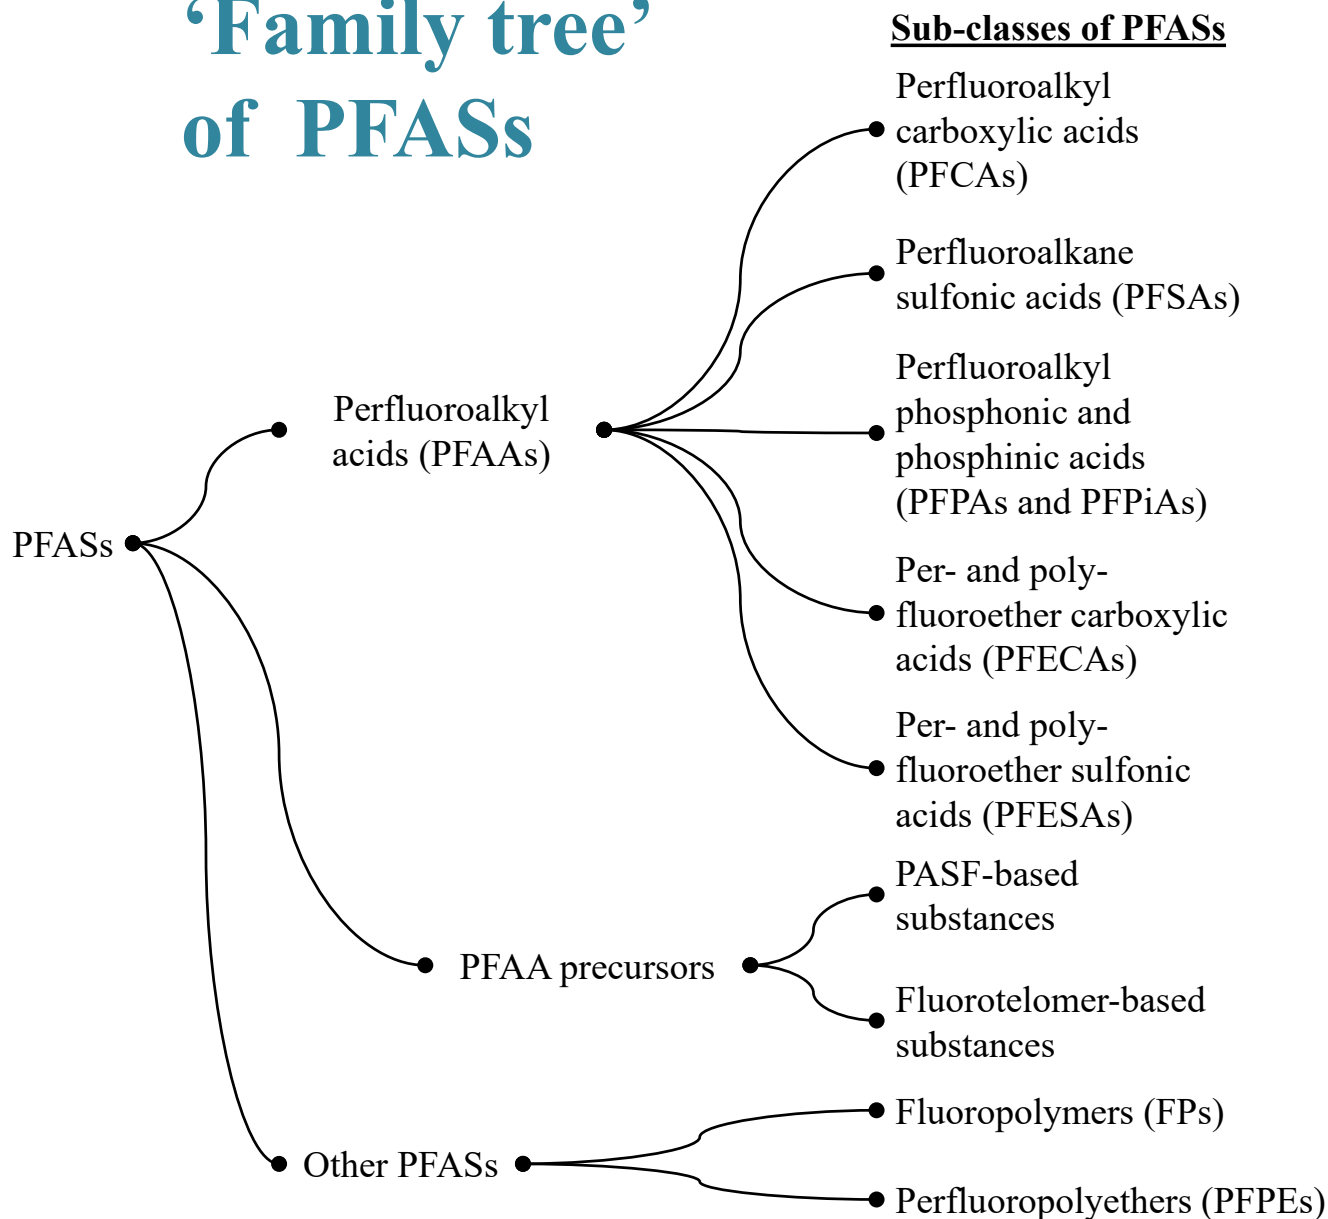 ‘Family tree’
of PFASs
Sub-classes of PFASs
Perfluoroalkyl
carboxylic acids
(PFCAs)
Perfluoroalkane
sulfonic acids (PFSAs)
Perfluoroalkyl
phosphonic and
phosphinic acids
(PFPAs and PFPiAs)
Perfluoroalkyl
acids (PFAAs)
PFASs
Per- and poly-
fluoroether carboxylic
acids (PFECAs)
Per- and poly-
fluoroether sulfonic
acids (PFESAs)
PASF-based
substances
PFAA precursors
Fluorotelomer-based
substances
Fluoropolymers (FPs)
Other PFASs
Perfluoropolyethers (PFPEs)